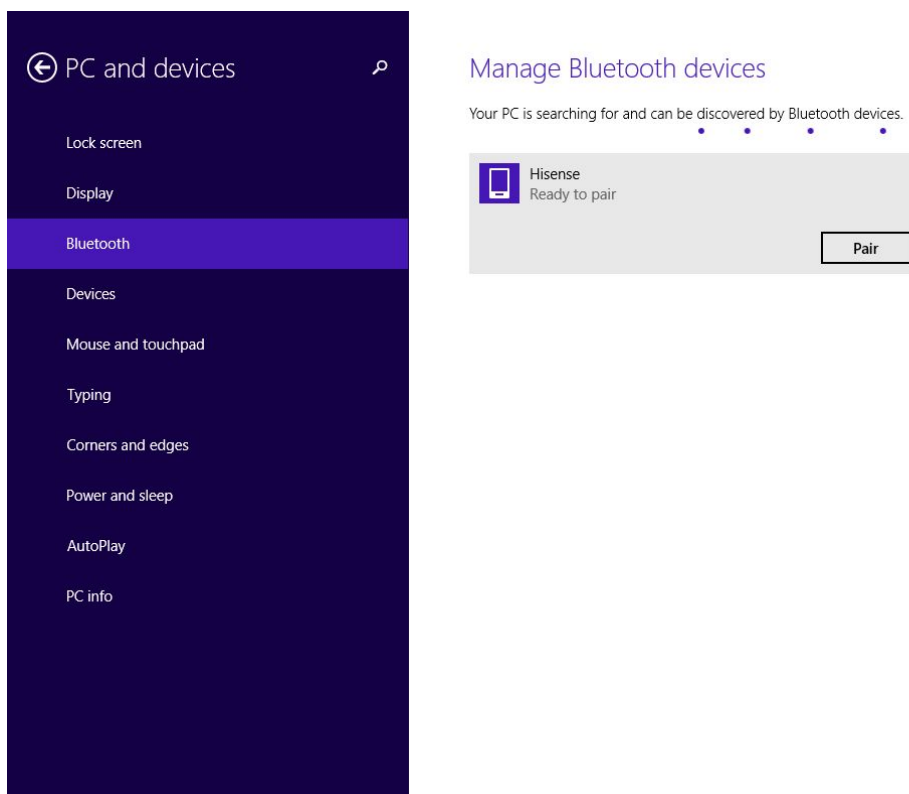 PC and devices
Lock screen
Display
Bluetooth
Devices
Mouse and touchpad
Typing
Corners and edges
Power and sleep
AutoPlay
PC info
Manage Bluetooth devices
Your PC is searching for and can be discovered by Bluetooth devices.
Hisense
Ready to pair
Pair